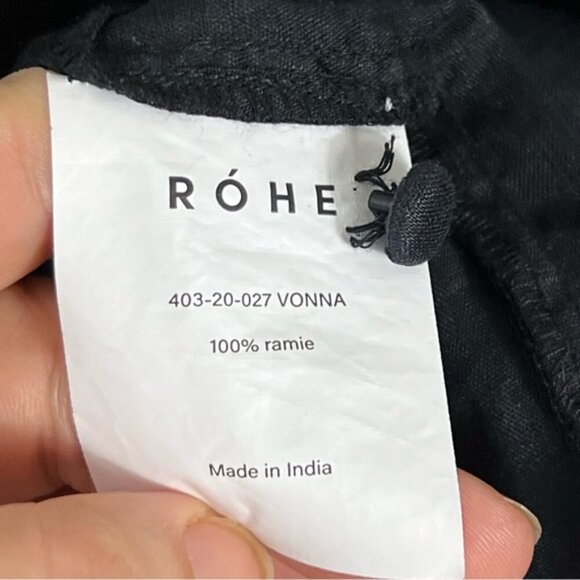 RÓHE
403-20-027 VONNA
100% ramie
Made in India